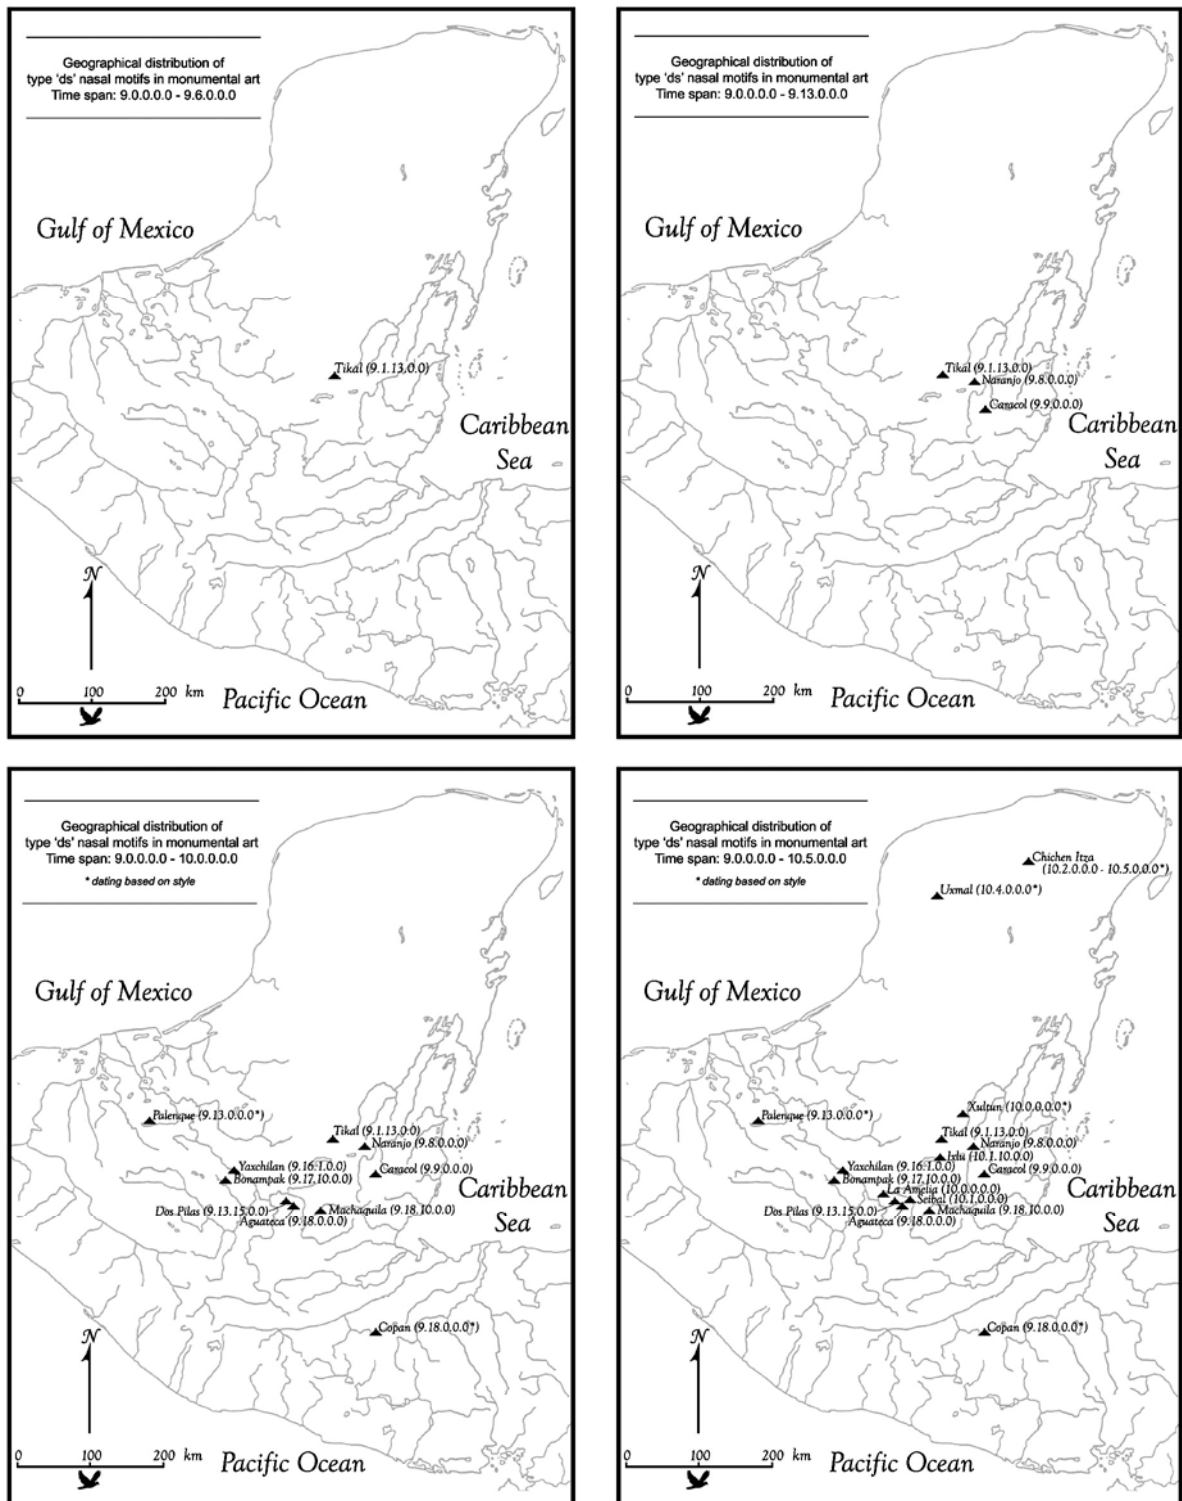 Geographical distribution of
type 'ds' nasal motifs in monumental art
Time span: 9.0.0.0.0 - 9.6.0.0.0
Gulf of Mexico
Tikal (9.1.13.0.0)
Caribbean
Sea
N
0 100 200 km
Pacific Ocean
Geographical distribution of
type 'ds' nasal motifs in monumental art
Time span: 9.0.0.0.0 - 9.13.0.0.0
Gulf of Mexico
Tikal (9.1.13.0.0)
Naranjo (9.8.0.0.0)
Caracol (9.9.0.0.0)
Caribbean
Sea
N
0 100 200 km
Pacific Ocean
Geographical distribution of
type 'ds' nasal motifs in monumental art
Time span: 9.0.0.0.0 - 10.0.0.0.0
* dating based on style
Gulf of Mexico
Palenque (9.13.0.0.0*)
Tikal (9.1.13.0.0)
Naranjo (9.8.0.0.0)
Yaxchilan (9.16.1.0.0)
Caracol (9.9.0.0.0)
Bonampak (9.17.10.0.0)
Caribbean
Sea
Dos Pilas (9.13.15.0.0)
Machaquila (9.18.10.0.0)
Aguateca (9.18.0.0.0)
Copan (9.18.0.0.0*)
N
0 100 200 km
Pacific Ocean
Geographical distribution of
type 'ds' nasal motifs in monumental art
Time span: 9.0.0.0.0 - 10.5.0.0.0
* dating based on style
Chichen Itza
(10.2.0.0.0 - 10.5.0.0.0*)
Uxmal (10.4.0.0.0*)
Gulf of Mexico
Xultun (10.0.0.0.0*)
Palenque (9.13.0.0.0*)
Tikal (9.1.13.0.0)
Naranjo (9.8.0.0.0)
Ixlu (10.1.10.0.0)
Yaxchilan (9.16.1.0.0)
Caracol (9.9.0.0.0)
Bonampak (9.17.10.0.0)
La Amelia (10.0.0.0.0)
Caribbean
Sea
Seibal (10.1.0.0.0)
Dos Pilas (9.13.15.0.0)
Machaquila (9.18.10.0.0)
Aguateca (9.18.0.0.0)
Copan (9.18.0.0.0*)
N
0 100 200 km
Pacific Ocean